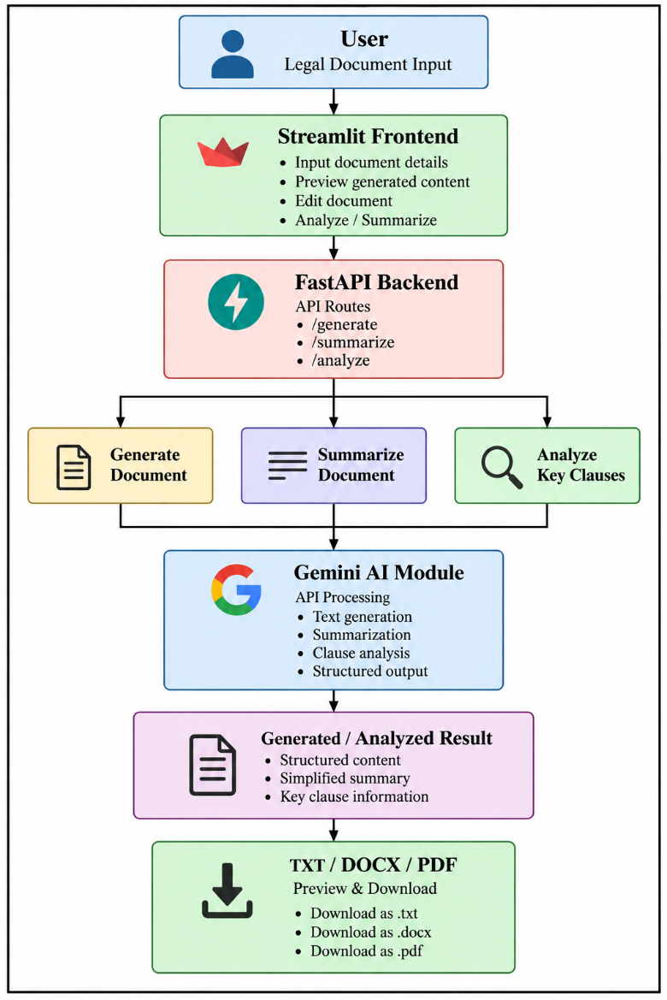 User
Legal Document Input
Streamlit Frontend
• Input document details
• Preview generated content
• Edit document
• Analyze / Summarize
FastAPI Backend
API Routes
• /generate
• /summarize
• /analyze
Generate
Document
Summarize
Document
Analyze
Key Clauses
Gemini AI Module
API Processing
• Text generation
• Summarization
• Clause analysis
• Structured output
Generated / Analyzed Result
• Structured content
• Simplified summary
• Key clause information
TXT / DOCX / PDF
Preview & Download
• Download as .txt
• Download as .docx
• Download as .pdf